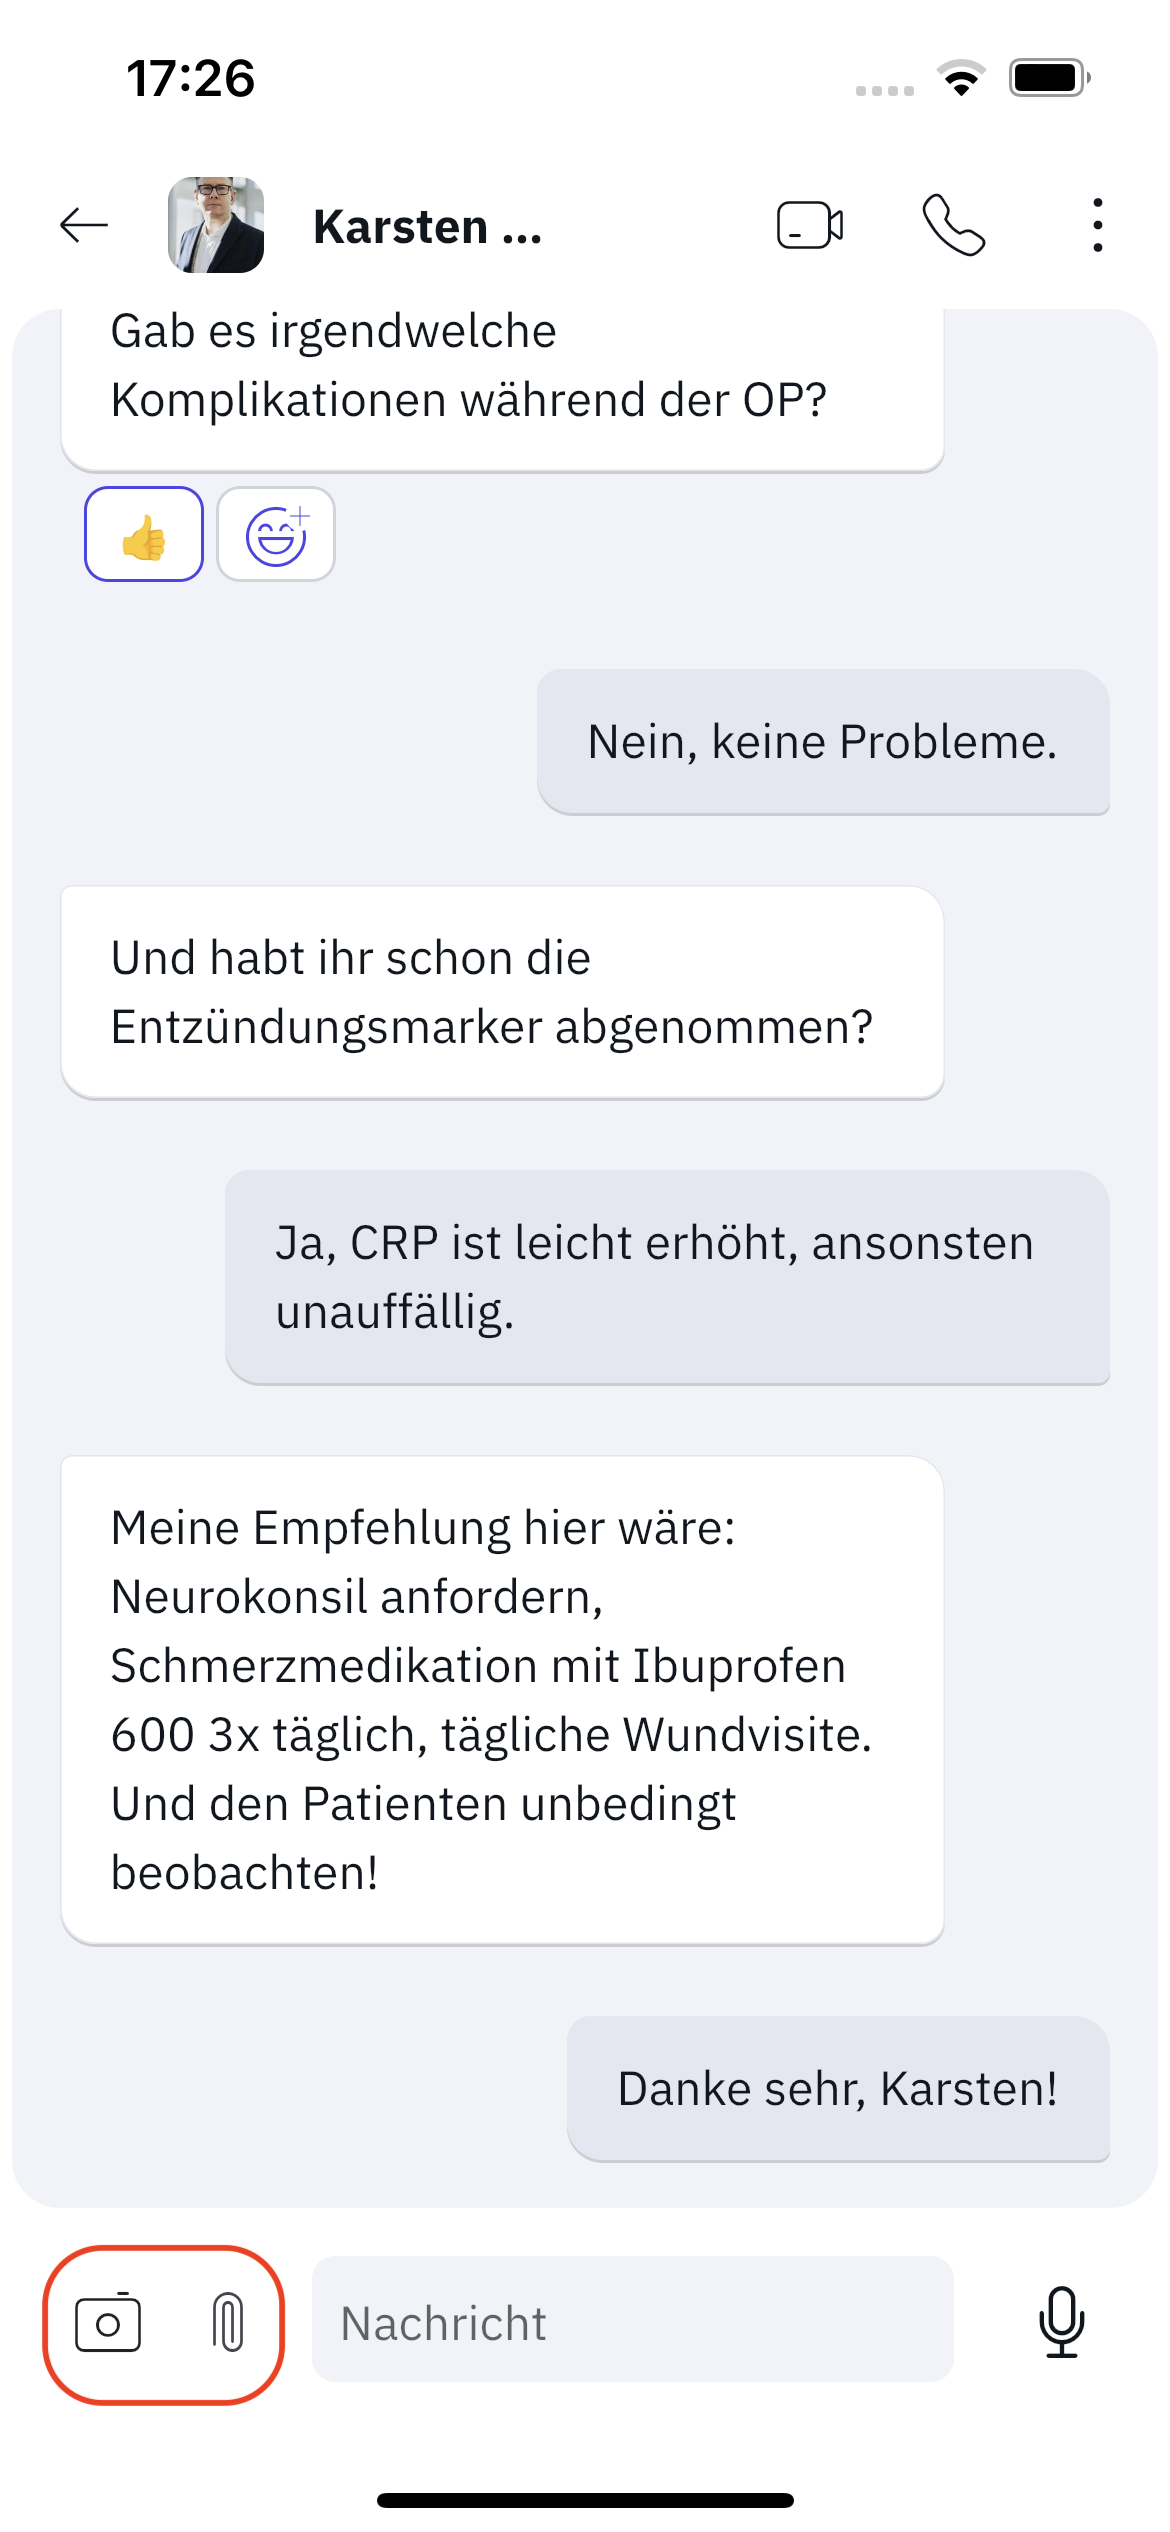 17:26
Karsten ...
Gab es irgendwelche
Komplikationen während der OP?
Nein, keine Probleme.
Und habt ihr schon die
Entzündungsmarker abgenommen?
Ja, CRP ist leicht erhöht, ansonsten
unauffällig.
Meine Empfehlung hier wäre:
Neurokonsil anfordern,
Schmerzmedikation mit Ibuprofen
600 3x täglich, tägliche Wundvisite.
Und den Patienten unbedingt
beobachten!
Danke sehr, Karsten!
Nachricht